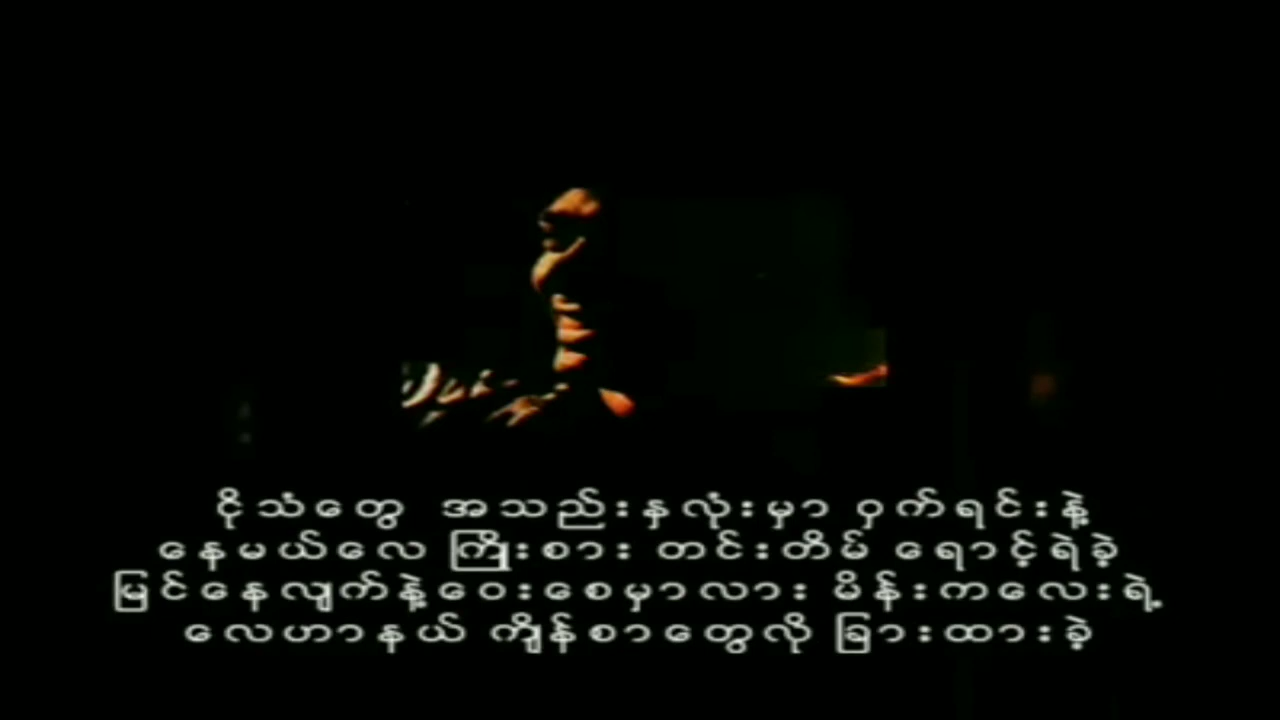 ငိုသံတွေ အသည်းနှလုံးမှာ ဝှက်ရင်းနဲ့
နေမယ်လေ ကြိုးစား တင်းတိမ် ရောင့်ရဲခဲ့
မြင်နေလျက်နဲ့ဝေးစေမှာလား မိန်းကလေးရဲ့
လေဟာနယ် ကျိန်စာတွေလို ခြားထားခဲ့